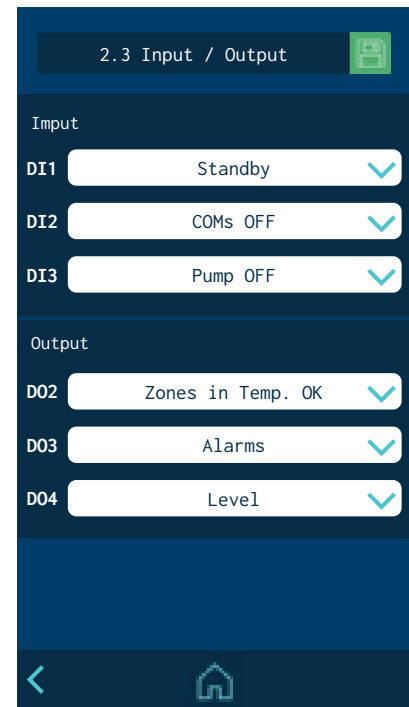 2.3 Input / Output
Imput
DI1 Standby
DI2 COMs OFF
DI3 Pump OFF
Output
DO2 Zones in Temp. OK
DO3 Alarms
DO4 Level